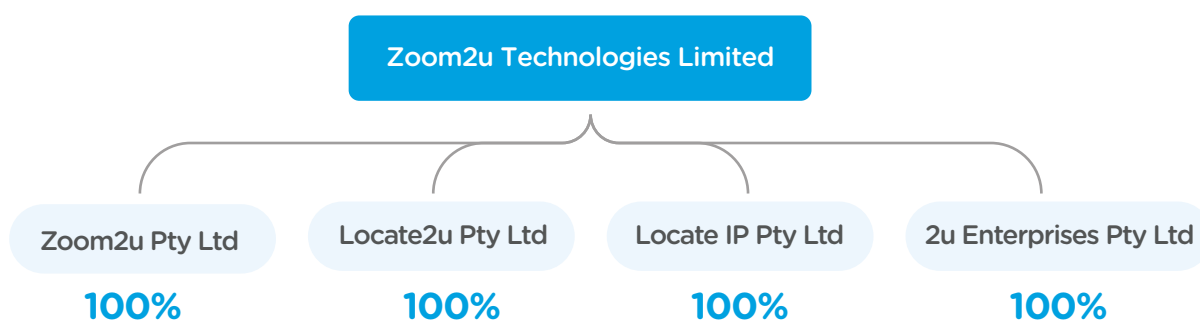 Zoom2u Technologies Limited
Zoom2u Pty Ltd
Locate2u Pty Ltd
Locate IP Pty Ltd
2u Enterprises Pty Ltd
100%
100%
100%
100%